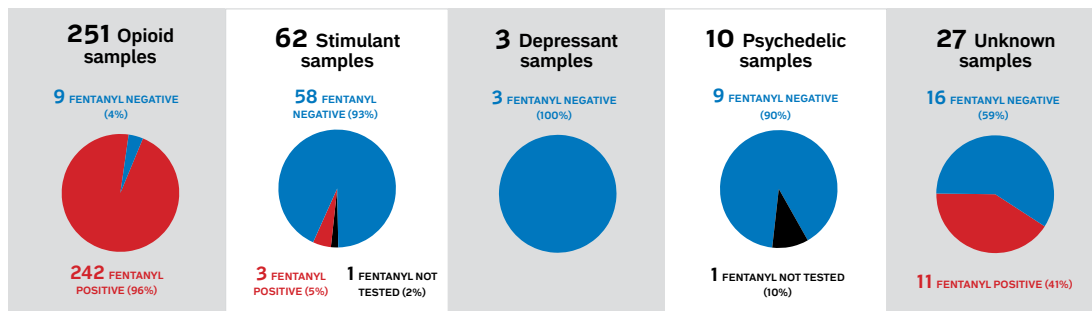 251 Opioid
samples
9 FENTANYL NEGATIVE
(4%)
242 FENTANYL
POSITIVE (96%)
62 Stimulant
samples
58 FENTANYL
NEGATIVE (93%)
3 FENTANYL
POSITIVE (5%)
1 FENTANYL NOT
TESTED (2%)
3 Depressant
samples
3 FENTANYL NEGATIVE
(100%)
10 Psychedelic
samples
9 FENTANYL NEGATIVE
(90%)
1 FENTANYL NOT TESTED
(10%)
27 Unknown
samples
16 FENTANYL NEGATIVE
(59%)
11 FENTANYL POSITIVE (41%)